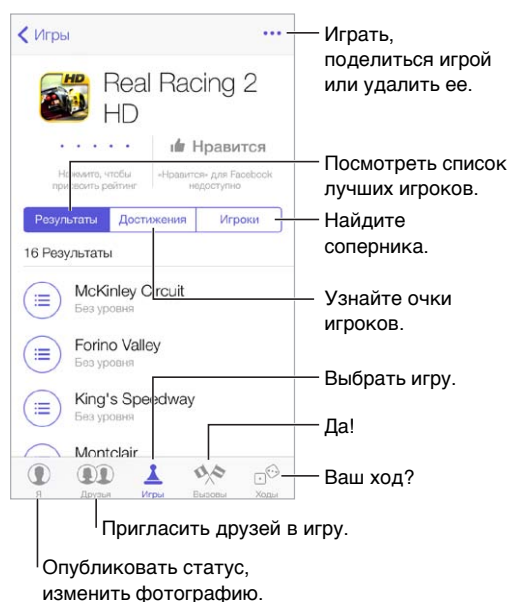 Игры
•••
Играть,
поделиться игрой
или удалить ее.
HD
Real Racing 2
HD
Нравится
Нажмите, чтобы
присвоить рейтинг
«Нравится» для Facebook
недоступно
Посмотреть список
лучших игроков.
Результаты
Достижения
Игроки
Найдите
соперника.
16 Результаты
McKinley Circuit
Без уровня
Узнайте очки
игроков.
Forino Valley
Без уровня
King's Speedway
Без уровня
Выбрать игру.
Montclair
Да!
Я
Друзья
Игры
Вызовы
Ходы
Ваш ход?
Пригласить друзей в игру.
Опубликовать статус,
изменить фотографию.